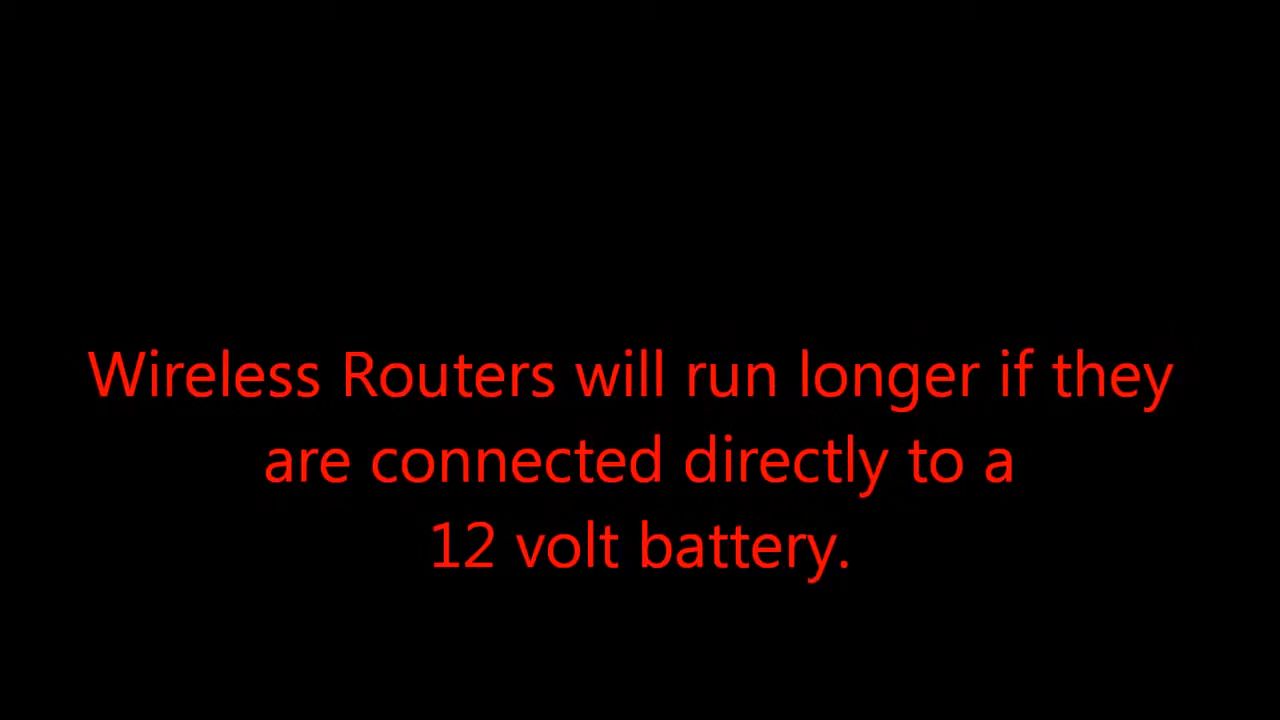 Wireless Routers will run longer if they
are connected directly to a
12 volt battery.